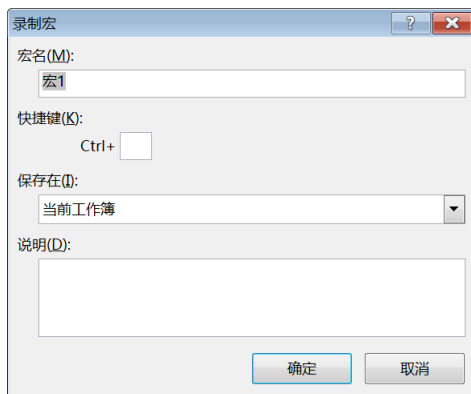 录制宏
宏名(M):
宏1
快捷键(K):
Ctrl+
保存在(I):
当前工作簿
说明(D):
确定 取消